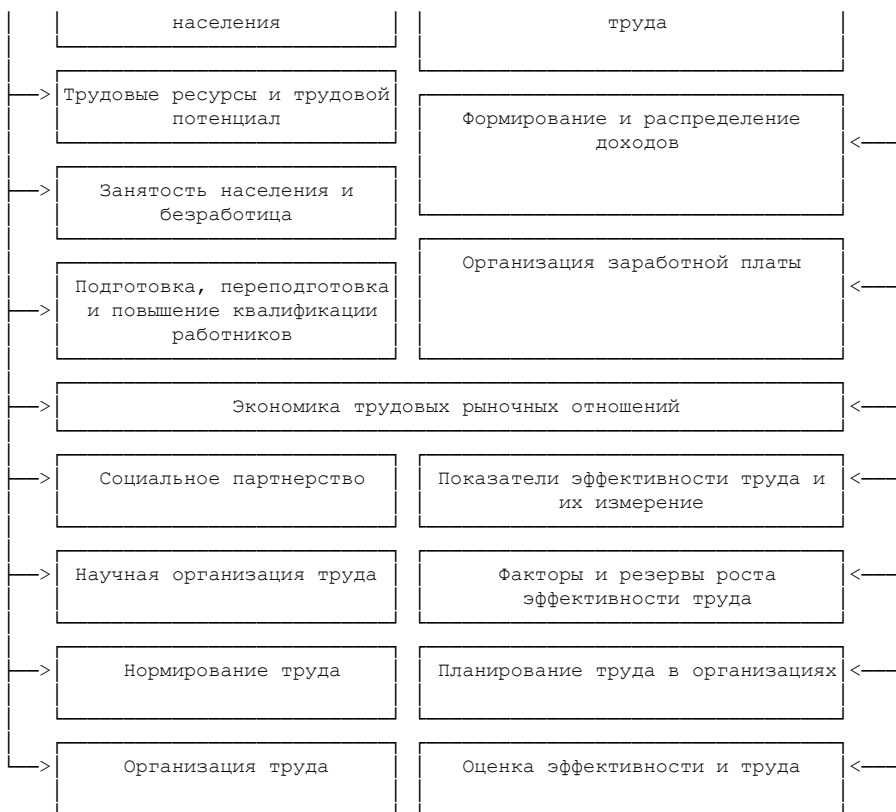 населения
труда
Трудовые ресурсы и трудовой
потенциал
Формирование и распределение
доходов
Занятость населения и
безработица
Организация заработной платы
Подготовка, переподготовка
и повышение квалификации
работников
Экономика трудовых рыночных отношений
Социальное партнерство
Показатели эффективности труда и
их измерение
Научная организация труда
Факторы и резервы роста
эффективности труда
Нормирование труда
Планирование труда в организациях
Организация труда
Оценка эффективности и труда